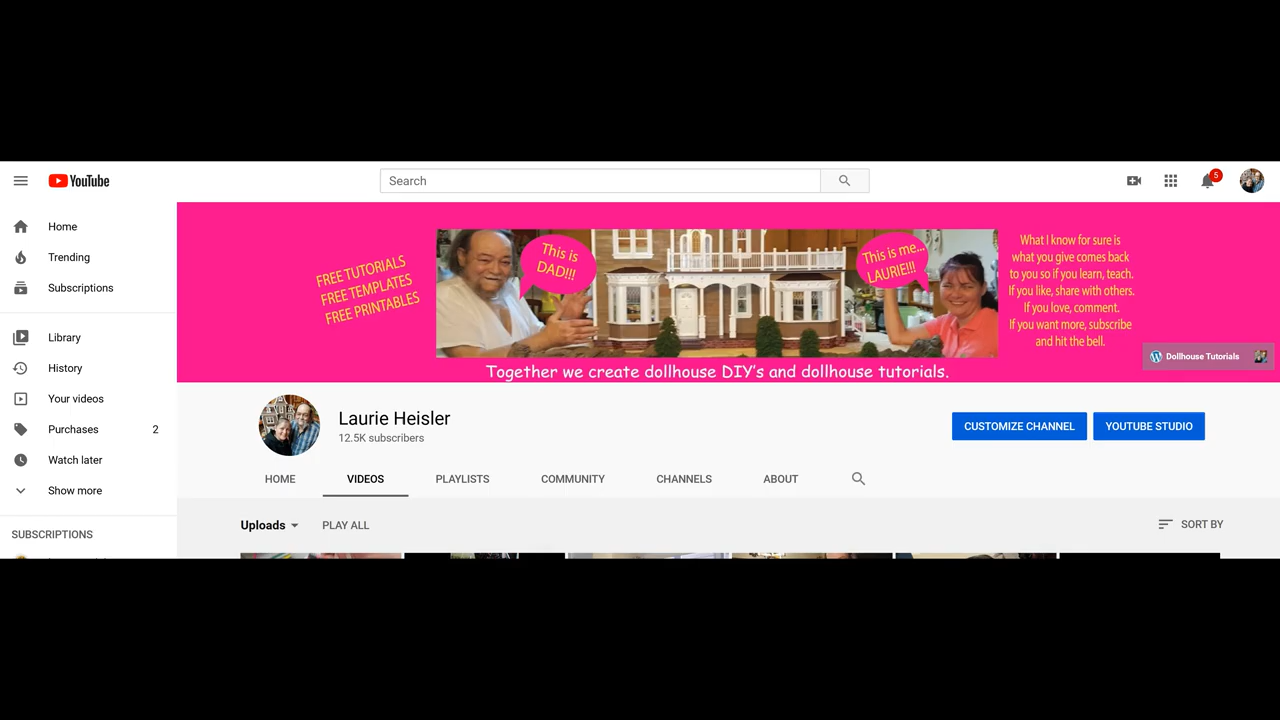 YouTube
Search
5
Home
Trending
Subscriptions
Library
History
Your videos
Purchases 2
Watch later
Show more
SUBSCRIPTIONS
FREE TUTORIALS
FREE TEMPLATES
FREE PRINTABLES
This is
DAD!!!
This is me...
LAURIE!!!
What I know for sure is
what you give comes back
to you so if you learn, teach.
If you like, share with others.
If you love, comment.
If you want more, subscribe
and hit the bell.
Dollhouse Tutorials
Together we create dollhouse DIY's and dollhouse tutorials.
Laurie Heisler
12.5K subscribers
CUSTOMIZE CHANNEL
YOUTUBE STUDIO
HOME VIDEOS PLAYLISTS COMMUNITY CHANNELS ABOUT
Uploads PLAY ALL SORT BY